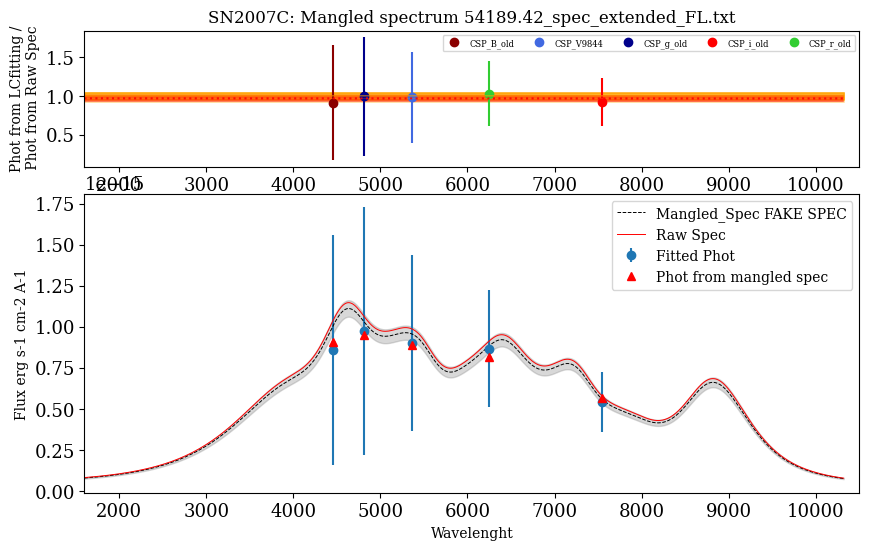 SN2007C: Mangled spectrum 54189.42_spec_extended_FL.txt
Phot from LCfitting /
Phot from Raw Spec
1.5
1.0
0.5
CSP_B_old CSP_V9844 CSP_g_old CSP_i_old CSP_r_old
2000 3000 4000 5000 6000 7000 8000 9000 10000
1e−15
Flux erg s-1 cm-2 A-1
1.75
1.50
1.25
1.00
0.75
0.50
0.25
0.00
Mangled_Spec FAKE SPEC
Raw Spec
Fitted Phot
Phot from mangled spec
2000 3000 4000 5000 6000 7000 8000 9000 10000
Wavelenght